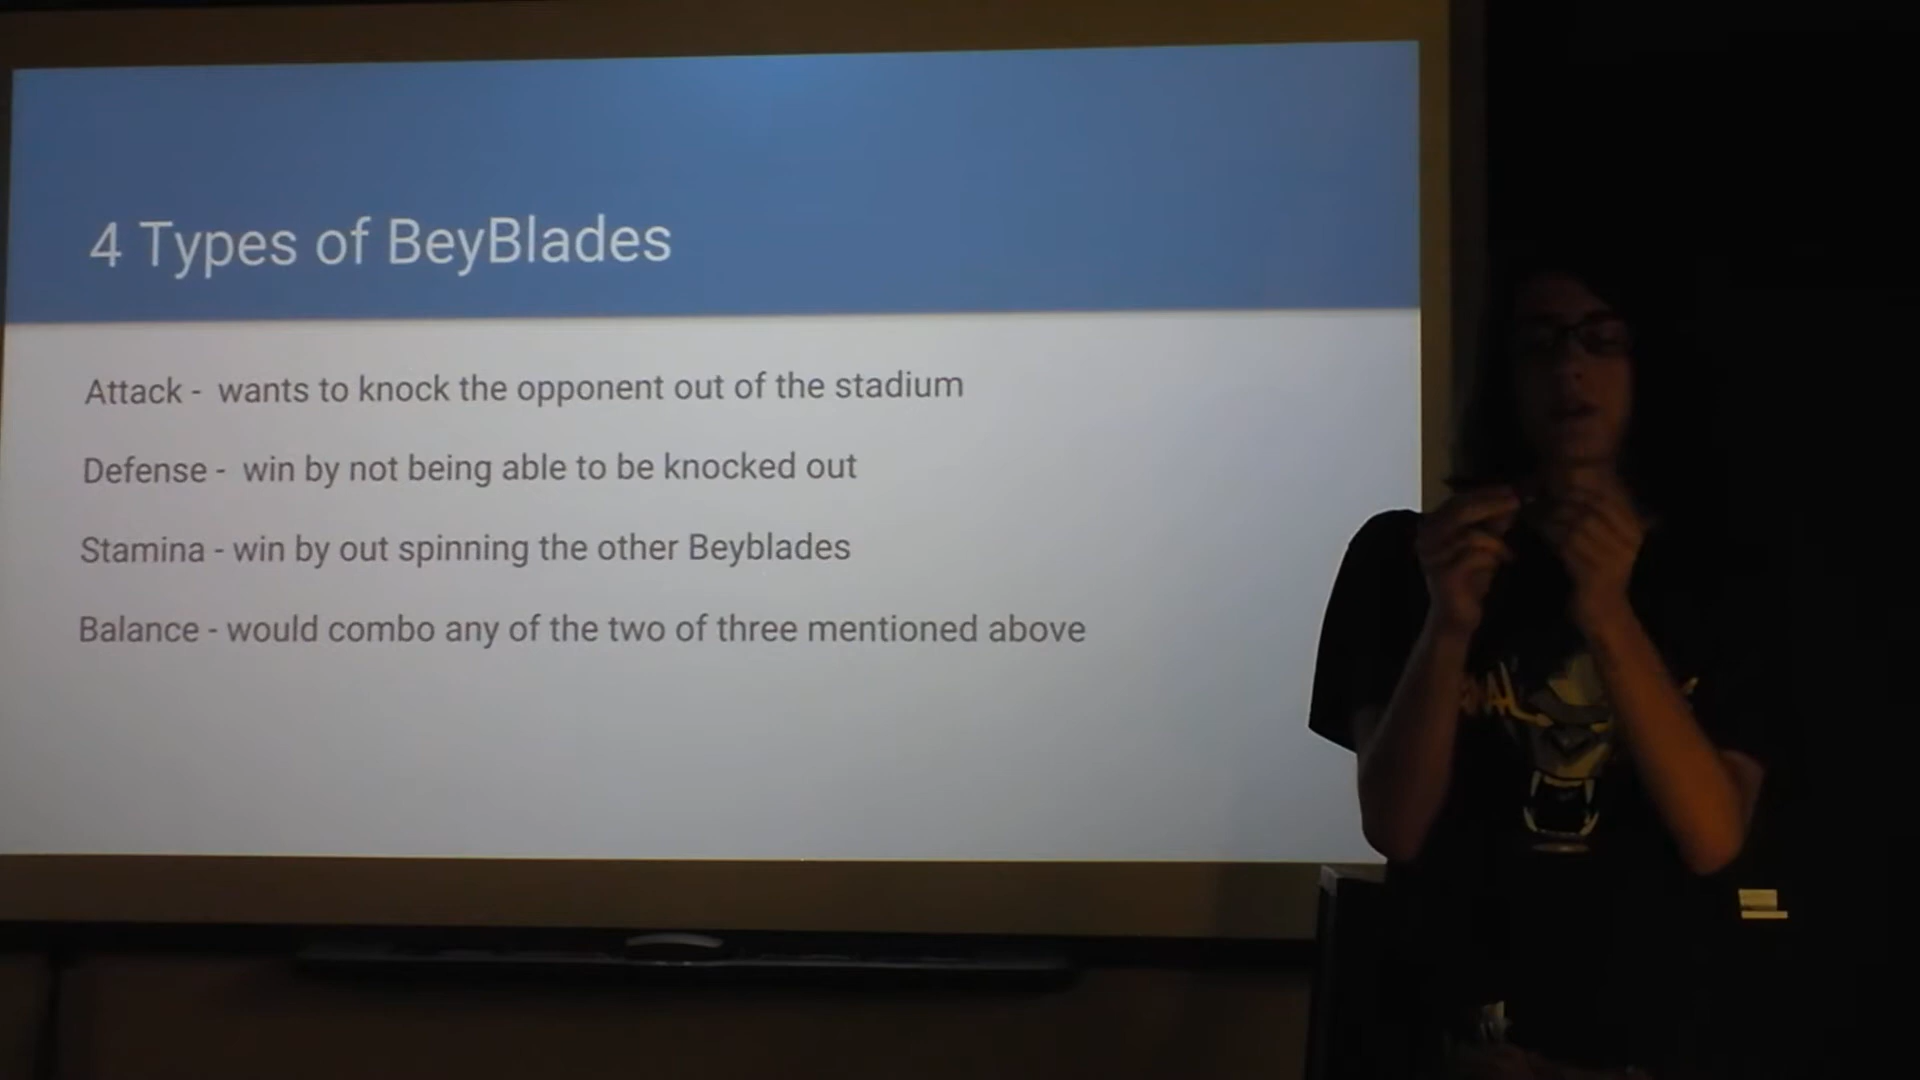 4 Types of BeyBlades
Attack - wants to knock the opponent out of the stadium
Defense - win by not being able to be knocked out
Stamina - win by out spinning the other Beyblades
Balance - would combo any of the two of three mentioned above